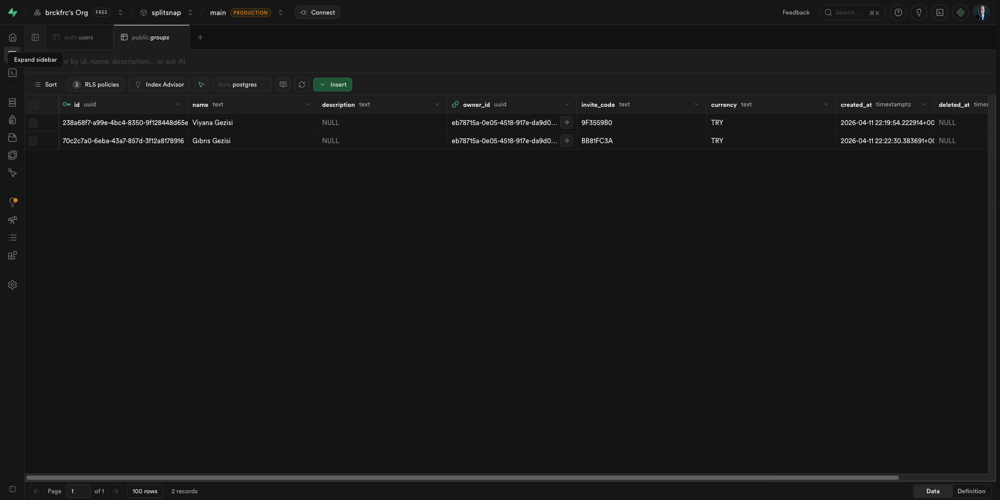 brckfrc's Org FREE splitsnap main PRODUCTION Connect Feedback Search... ⌘ K
auth.users public.groups
Expand sidebar by id, name, description... or ask AI
Sort 3 RLS policies Index Advisor Role postgres Insert
id uuid name text description text owner_id uuid invite_code text currency text created_at timestamptz deleted_at times
238a68f7-a99e-4bc4-8350-9f128448d65e Viyana Gezisi NULL eb78715a-0e05-4518-917e-da9d0... 9F3559B0 TRY 2026-04-11 22:19:54.222914+00 NULL
70c2c7a0-6eba-43a7-857d-3f12a8178916 Gıbrıs Gezisi NULL eb78715a-0e05-4518-917e-da9d0... BB81FC3A TRY 2026-04-11 22:22:30.383691+00 NULL
Page 1 of 1 100 rows 2 records Data Definition